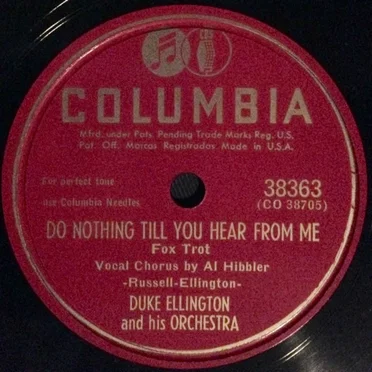 COLUMBIA
Mfrd. under Pats. Pending Trade Marks Reg. U.S.
Pat. Off. Marcas Registradas Made in U.S.A.
For perfect tone
use Columbia Needles
38363
(CO 38705)
DO NOTHING TILL YOU HEAR FROM ME
Fox Trot
Vocal Chorus by Al Hibbler
-Russell-Ellington-
DUKE ELLINGTON
and his ORCHESTRA